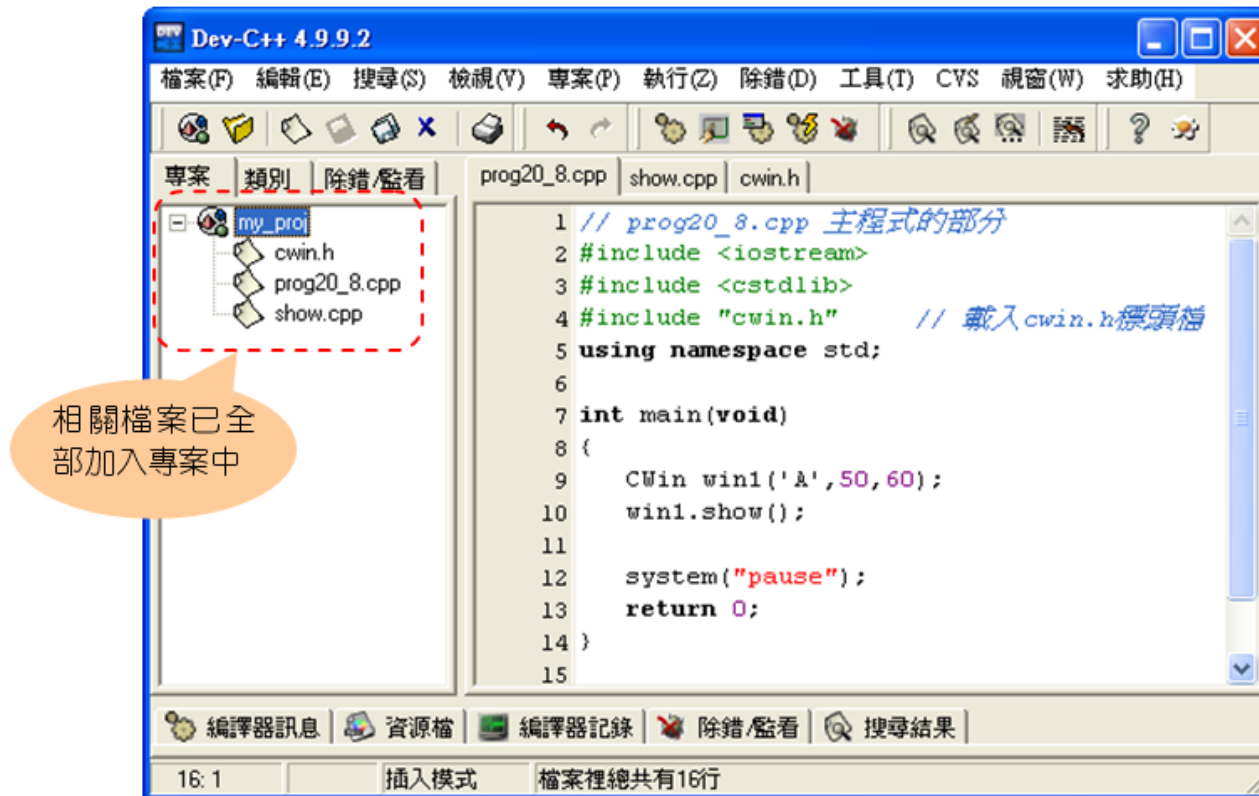 Dev-C++ 4.9.9.2
檔案(F) 編輯(E) 搜尋(S) 檢視(V) 專案(P) 執行(Z) 除錯(D) 工具(T) CVS 視窗(W) 求助(H)
專案 類別 除錯/監看
my_proj
cwin.h
prog20_8.cpp
show.cpp
相關檔案已全
部加入專案中
prog20_8.cpp show.cpp cwin.h
1 // prog20_8.cpp 主程式的部分
2 #include <iostream>
3 #include <cstdlib>
4 #include "cwin.h" // 載入cwin.h標頭檔
5 using namespace std;
6
7 int main(void)
8 {
9 CWin win1('A',50,60);
10 win1.show();
11
12 system("pause");
13 return 0;
14 }
15
編譯器訊息 資源檔 編譯器記錄 除錯/監看 搜尋結果
16: 1 插入模式 檔案裡總共有16行